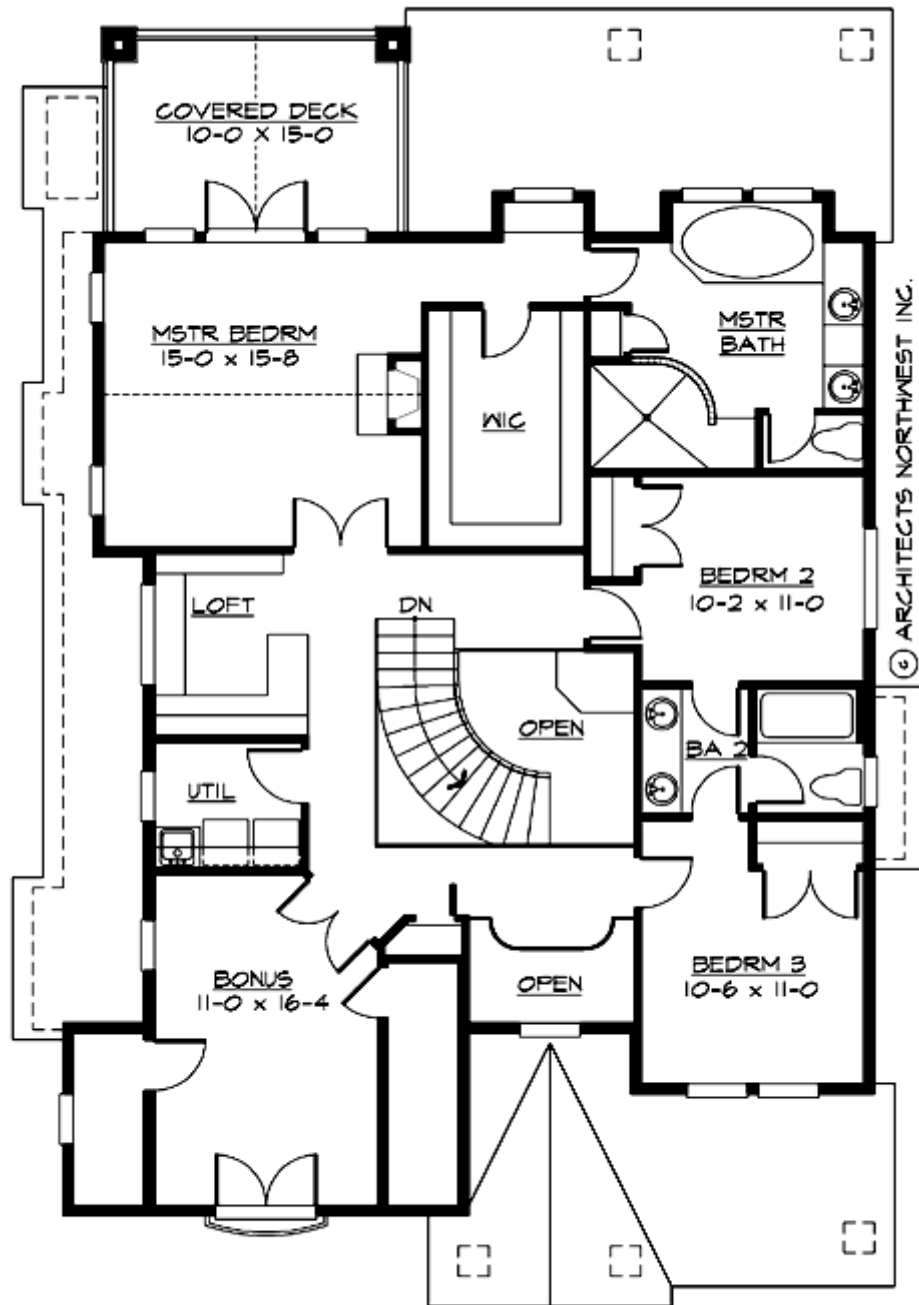 COVERED DECK
10-0 X 15-0
MSTR BEDRM
15-0 x 15-8
MSTR
BATH
WIC
BEDRM 2
10-2 x 11-0
LOFT
DN
OPEN
BA 2
UTIL
BONUS
11-0 x 16-4
OPEN
BEDRM 3
10-6 x 11-0
© ARCHITECTS NORTHWEST INC.